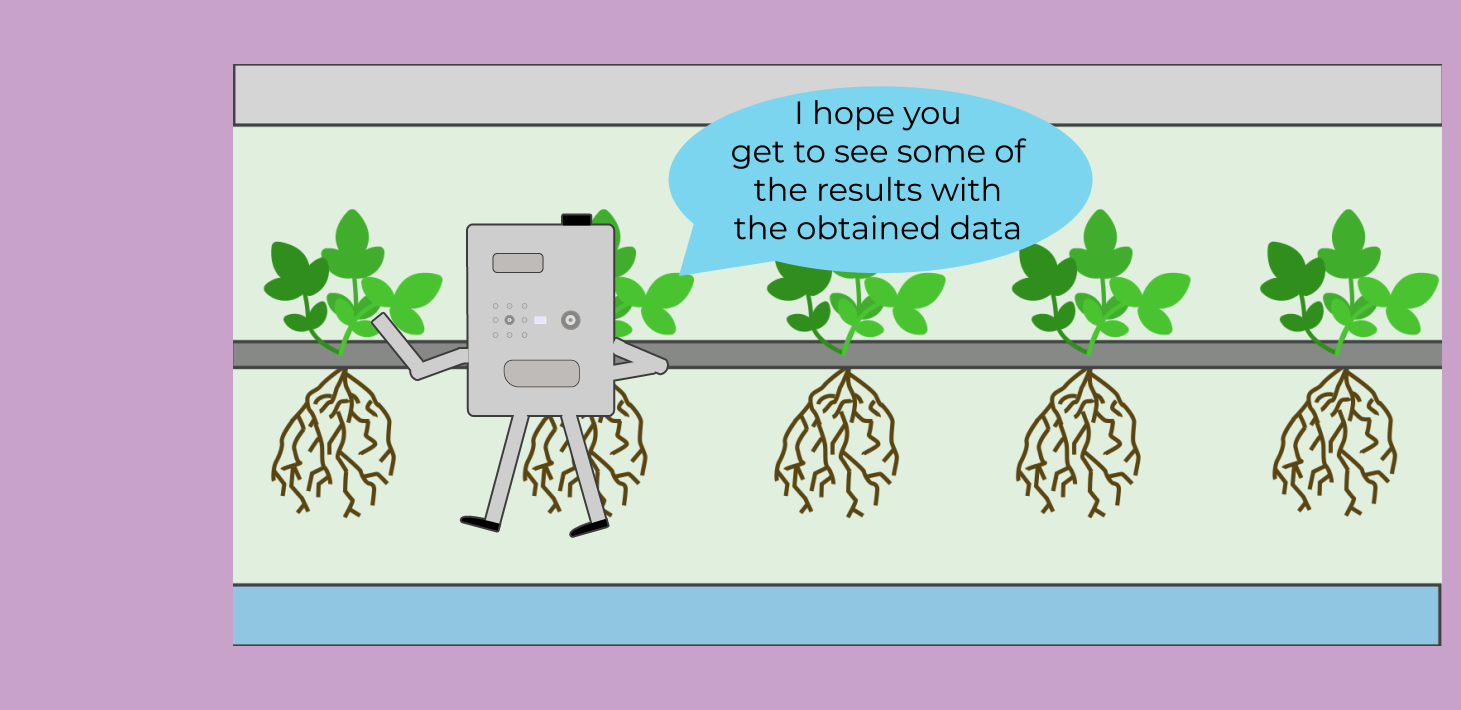 I hope you
get to see some of
the results with
the obtained data